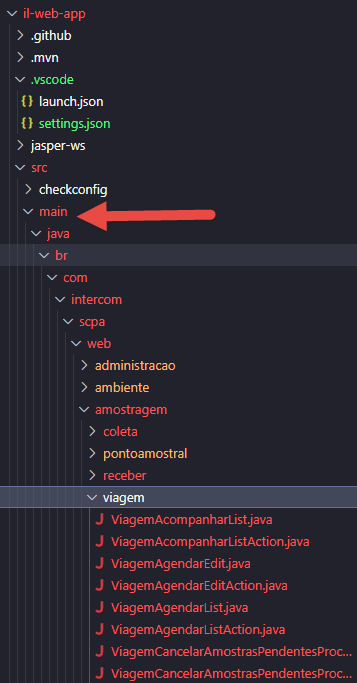 il-web-app
.github
.mvn
.vscode
{} launch.json
{} settings.json
jasper-ws
src
checkconfig
main
java
br
com
intercom
scpa
web
administracao
ambiente
amostragem
coleta
pontoamostral
receber
viagem
J ViagemAcompanharList.java
J ViagemAcompanharListAction.java
J ViagemAgendarEdit.java
J ViagemAgendarEditAction.java
J ViagemAgendarList.java
J ViagemAgendarListAction.java
J ViagemCancelarAmostrasPendentesProc...
J ViagemCancelarAmostrasPendentesProc...